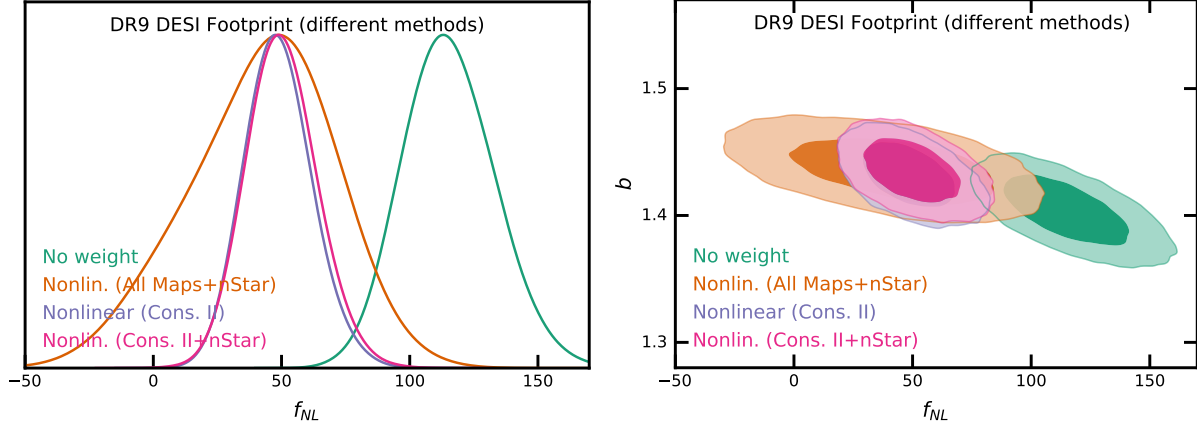 DR9 DESI Footprint (different methods)
No weight
Nonlin. (All Maps+nStar)
Nonlinear (Cons. II)
Nonlin. (Cons. II+nStar)
−50 0 50 100 150
f_NL
DR9 DESI Footprint (different methods)
1.5
b
1.4
No weight
Nonlin. (All Maps+nStar)
Nonlinear (Cons. II)
Nonlin. (Cons. II+nStar)
1.3
−50 0 50 100 150
f_NL